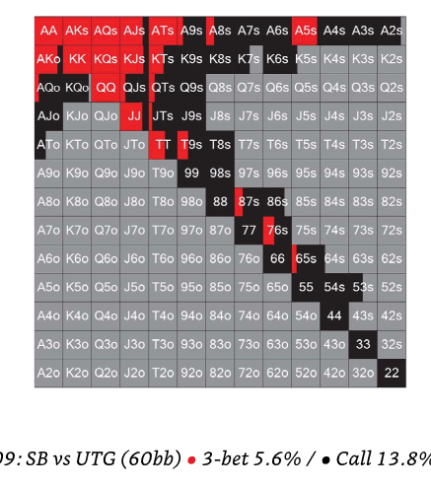 AA AKs AQs AJs ATs A9s A8s A7s A6s A5s A4s A3s A2s
AKo KK KQs KJs KTs K9s K8s K7s K6s K5s K4s K3s K2s
AQo KQo QQ QJs QTs Q9s Q8s Q7s Q6s Q5s Q4s Q3s Q2s
AJo KJo QJo JJ JTs J9s J8s J7s J6s J5s J4s J3s J2s
ATo KTo QTo JTo TT T9s T8s T7s T6s T5s T4s T3s T2s
A9o K9o Q9o J9o T9o 99 98s 97s 96s 95s 94s 93s 92s
A8o K8o Q8o J8o T8o 98o 88 87s 86s 85s 84s 83s 82s
A7o K7o Q7o J7o T7o 97o 87o 77 76s 75s 74s 73s 72s
A6o K6o Q6o J6o T6o 96o 86o 76o 66 65s 64s 63s 62s
A5o K5o Q5o J5o T5o 95o 85o 75o 65o 55 54s 53s 52s
A4o K4o Q4o J4o T4o 94o 84o 74o 64o 54o 44 43s 42s
A3o K3o Q3o J3o T3o 93o 83o 73o 63o 53o 43o 33 32s
A2o K2o Q2o J2o T2o 92o 82o 72o 62o 52o 42o 32o 22
09: SB vs UTG (60bb) • 3-bet 5.6% / • Call 13.8%